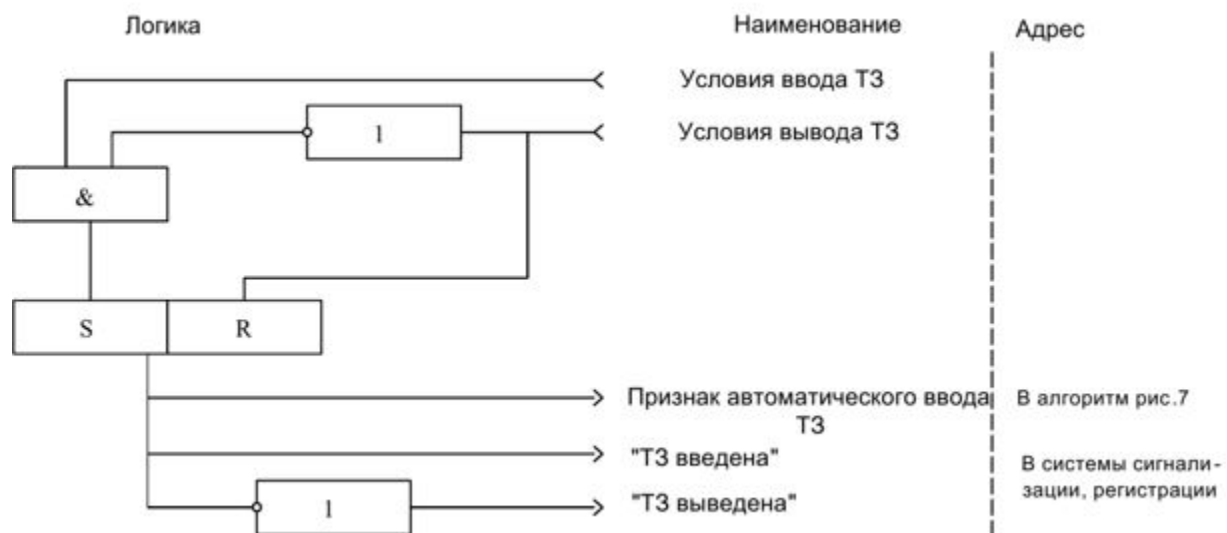 Логика
Наименование
Адрес
Условия ввода ТЗ
1
Условия вывода ТЗ
&
S
R
Признак автоматического ввода
ТЗ
В алгоритм рис.7
"ТЗ введена"
В системы сигнали-
зации, регистрации
1
"ТЗ выведена"